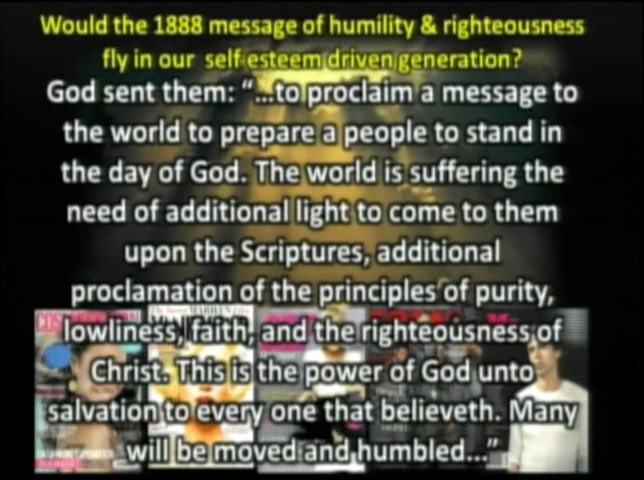 Would the 1888 message of humility & righteousness
fly in our self esteem driven generation?
God sent them: “...to proclaim a message to
the world to prepare a people to stand in
the day of God. The world is suffering the
need of additional light to come to them
upon the Scriptures, additional
proclamation of the principles of purity,
lowliness, faith, and the righteousness of
Christ. This is the power of God unto
salvation to every one that believeth. Many
will be moved and humbled...”